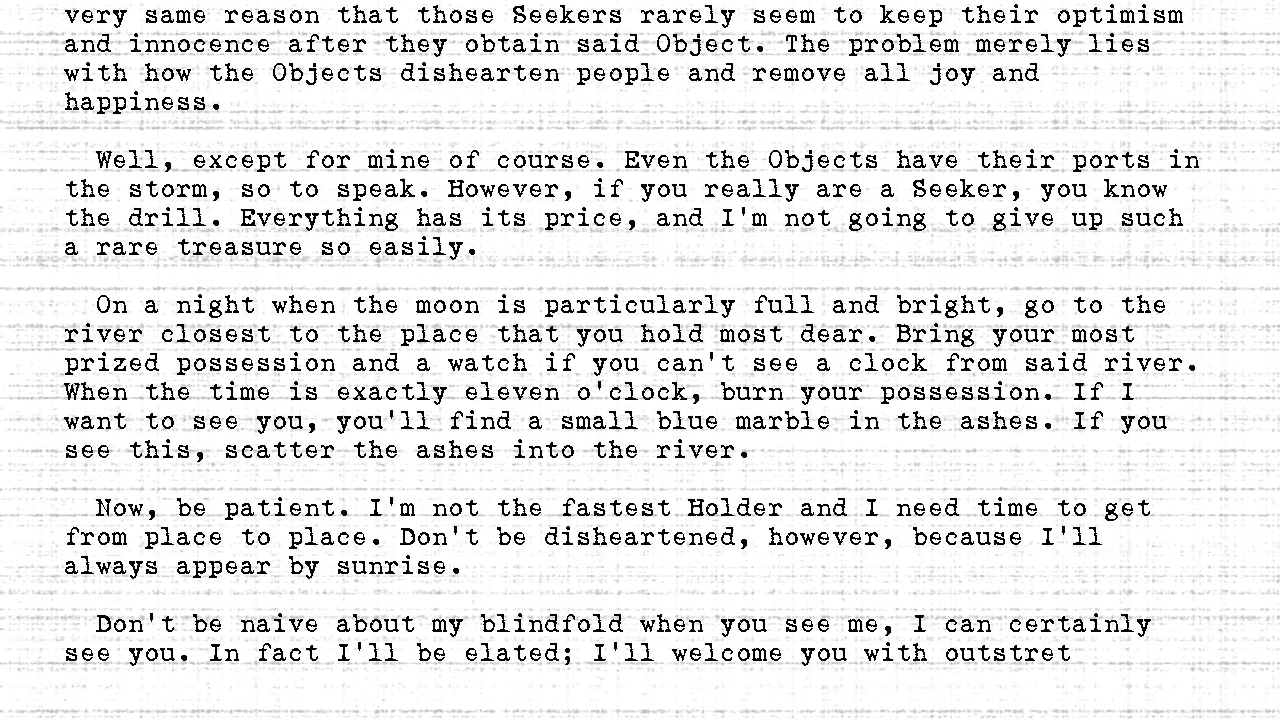 very same reason that those Seekers rarely seem to keep their optimism
and innocence after they obtain said Object. The problem merely lies
with how the Objects dishearten people and remove all joy and
happiness.
Well, except for mine of course. Even the Objects have their ports in
the storm, so to speak. However, if you really are a Seeker, you know
the drill. Everything has its price, and I'm not going to give up such
a rare treasure so easily.
On a night when the moon is particularly full and bright, go to the
river closest to the place that you hold most dear. Bring your most
prized possession and a watch if you can't see a clock from said river.
When the time is exactly eleven o'clock, burn your possession. If I
want to see you, you'll find a small blue marble in the ashes. If you
see this, scatter the ashes into the river.
Now, be patient. I'm not the fastest Holder and I need time to get
from place to place. Don't be disheartened, however, because I'll
always appear by sunrise.
Don't be naive about my blindfold when you see me, I can certainly
see you. In fact I'll be elated; I'll welcome you with outstret